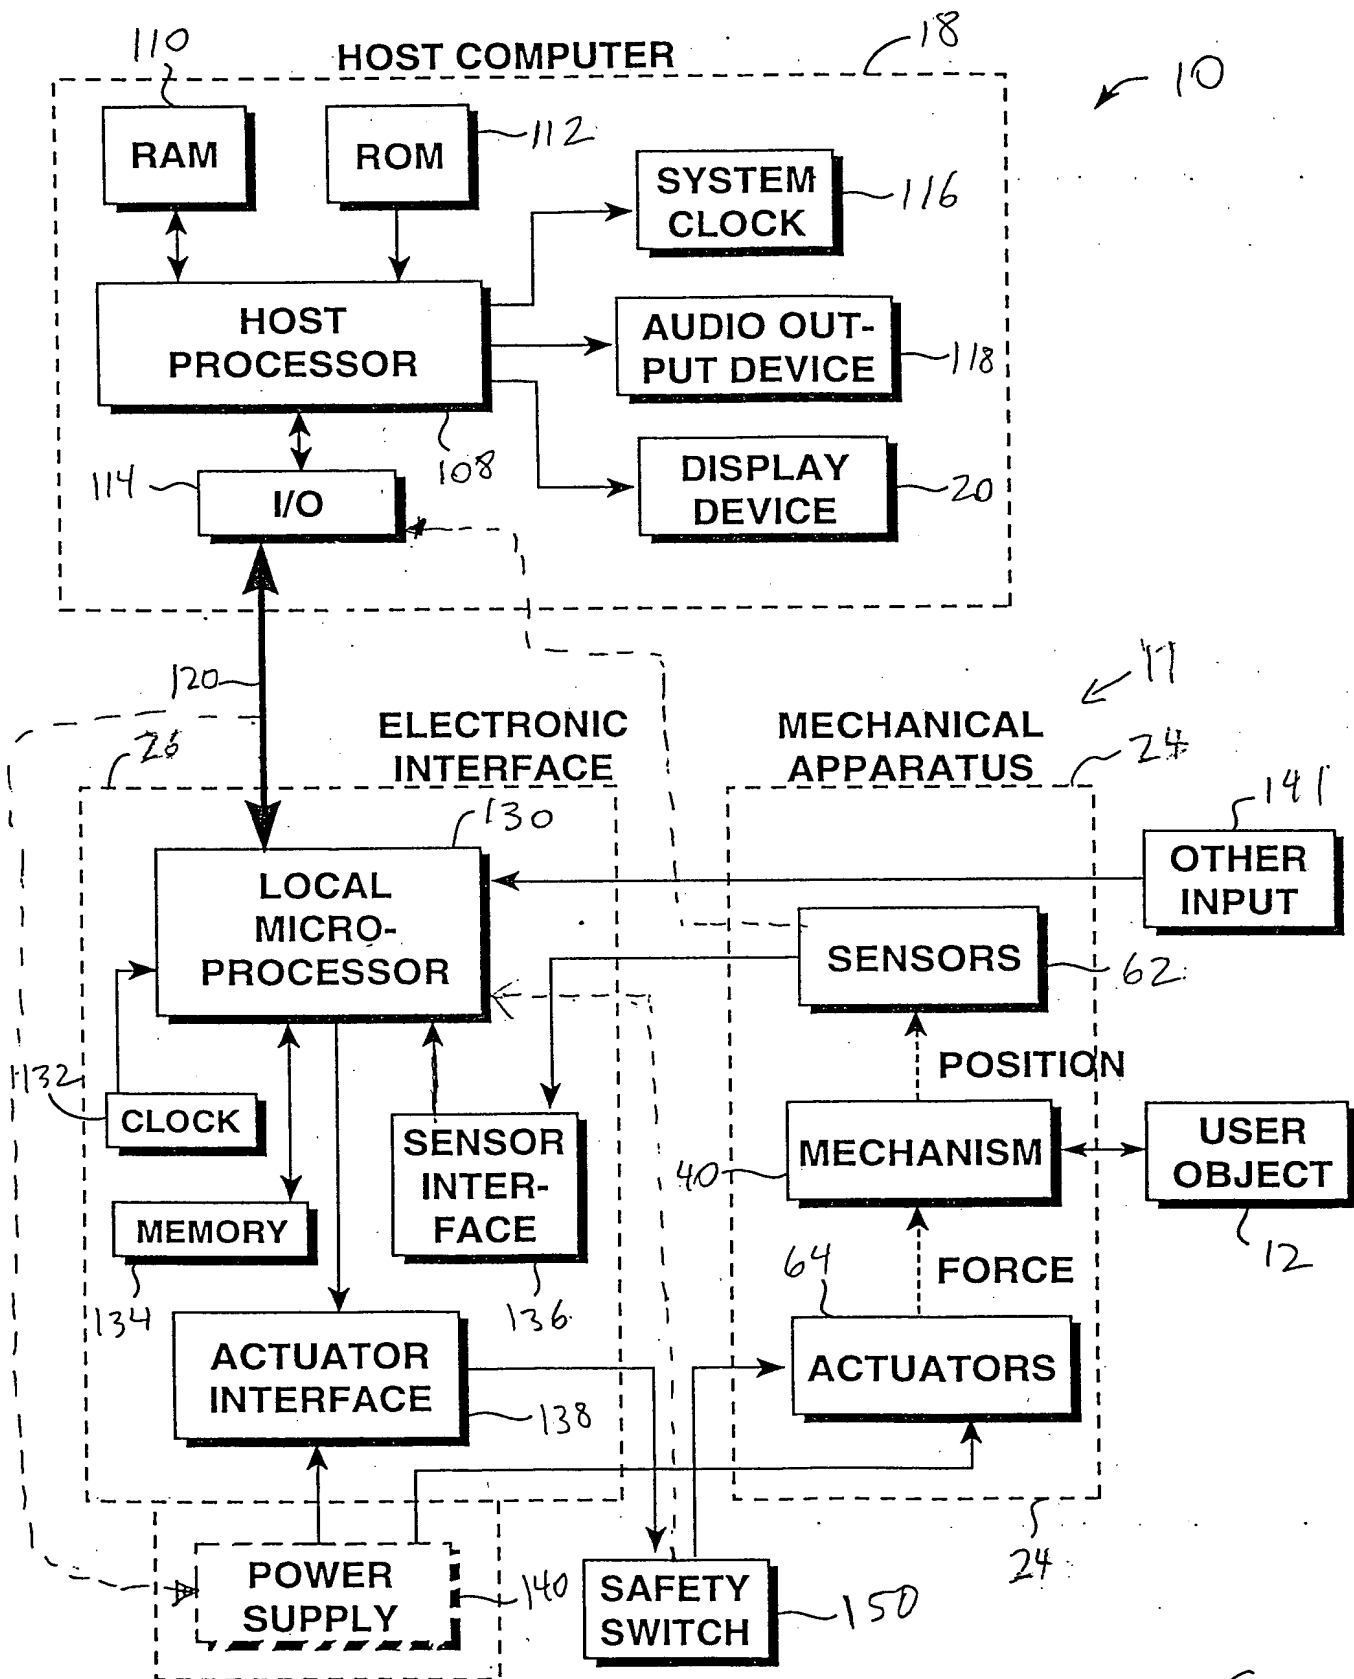 110
HOST COMPUTER
18
10
RAM
ROM
112
SYSTEM
CLOCK
116
HOST
PROCESSOR
AUDIO OUT-
PUT DEVICE
118
108
114
I/O
DISPLAY
DEVICE
20
120
11
ELECTRONIC
INTERFACE
26
MECHANICAL
APPARATUS
24
130
141
LOCAL
MICRO-
PROCESSOR
OTHER
INPUT
SENSORS
62
POSITION
132
CLOCK
SENSOR
INTER-
FACE
40
MECHANISM
USER
OBJECT
MEMORY
134
136
64
FORCE
12
ACTUATOR
INTERFACE
138
ACTUATORS
24
POWER
SUPPLY
140
SAFETY
SWITCH
150